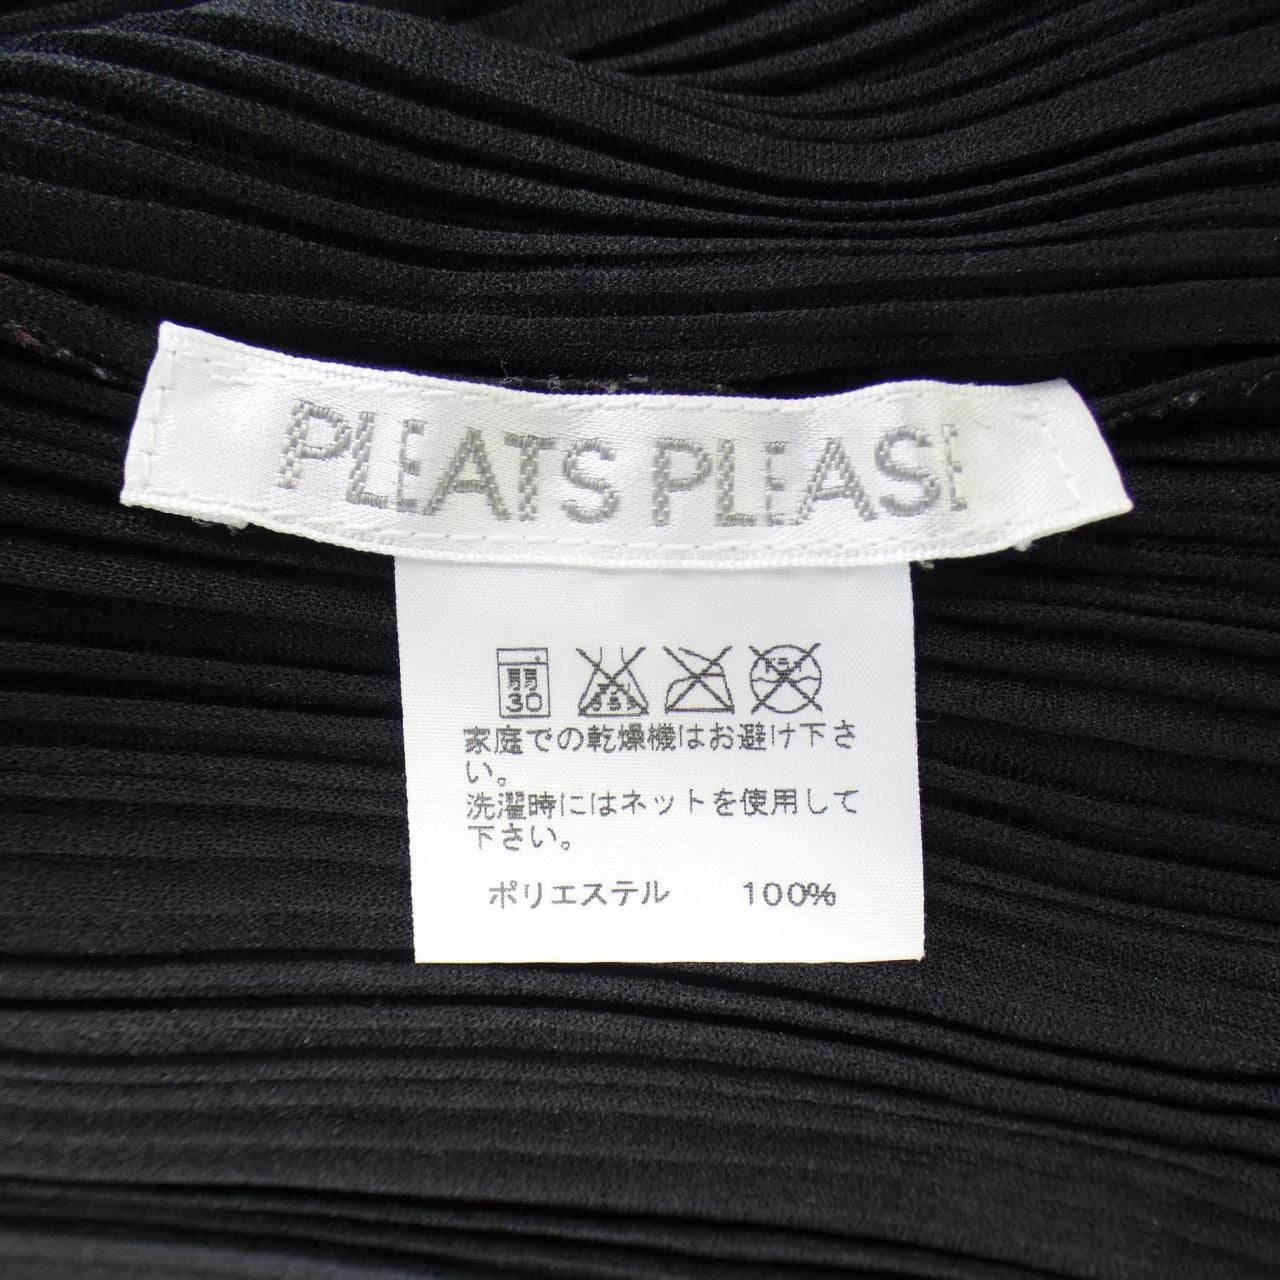 PLEATS PLEASE
弱
30
家庭での乾燥機はお避け下さ
い。
洗濯時にはネットを使用して
下さい。
ポリエステル 100%